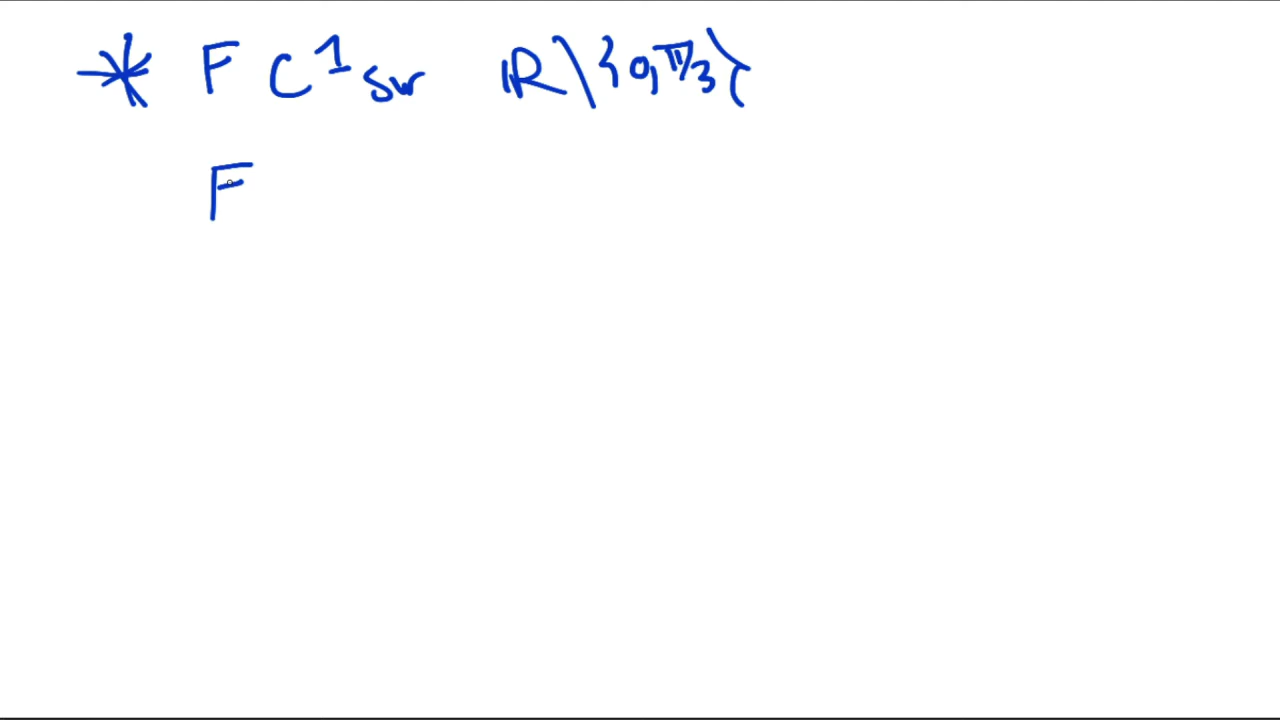 * F C¹ sur ℝ\{0,π/3}
F